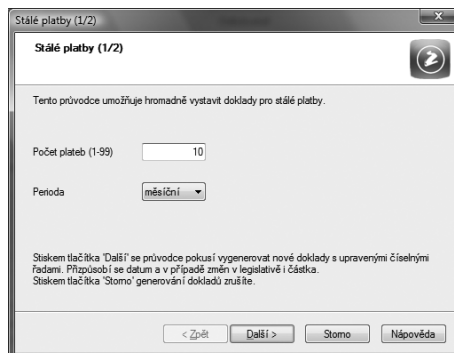 Stálé platby (1/2)
Stálé platby (1/2)
Tento průvodce umožňuje hromadně vystavit doklady pro stálé platby.
Počet plateb (1-99) 10
Perioda měsíční
Stiskem tlačítka 'Další' se průvodce pokusí vygenerovat nové doklady s upravenými číselnými
řadami. Přizpůsobí se datum a v případě změn v legislativě i částka.
Stiskem tlačítka 'Storno' generování dokladů zrušíte.
< Zpět Další > Storno Nápověda